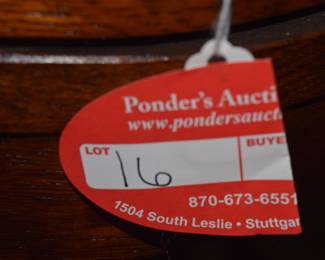 Ponder's Aucti
www.pondersauct
LOT 16 BUYE
870-673-6551
1504 South Leslie • Stuttgar